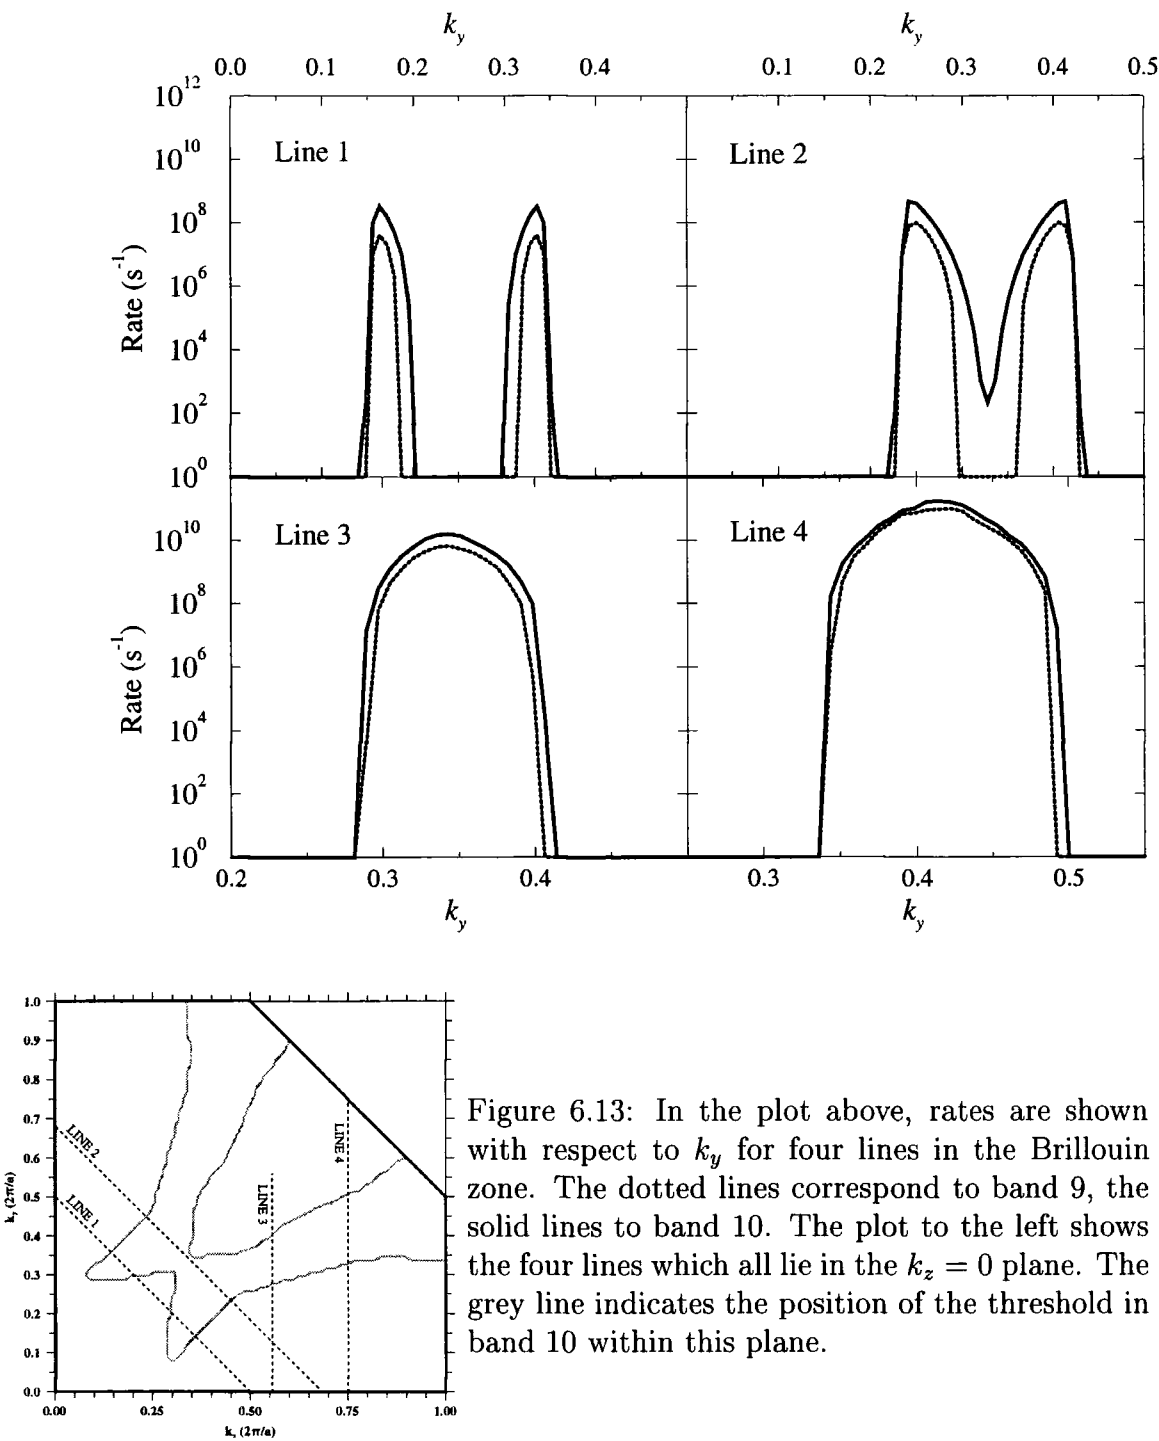 k_y k_y
0.0 0.1 0.2 0.3 0.4 0.1 0.2 0.3 0.4 0.5
10^12
10^10
10^8
10^6
10^4
10^2
10^0
Rate (s^-1)
Line 1 Line 2
10^10
10^8
10^6
10^4
10^2
10^0
Rate (s^-1)
Line 3 Line 4
0.2 0.3 0.4 0.3 0.4 0.5
k_y k_y
1.0
0.9
0.8
0.7
0.6
0.5
0.4
0.3
0.2
0.1
0.0
k, (2π/a)
LINE 2
LINE 1
LINE 3
LINE 4
0.00 0.25 0.50 0.75 1.00
k, (2π/a)
Figure 6.13: In the plot above, rates are shown
with respect to k_y for four lines in the Brillouin
zone. The dotted lines correspond to band 9, the
solid lines to band 10. The plot to the left shows
the four lines which all lie in the k_z = 0 plane. The
grey line indicates the position of the threshold in
band 10 within this plane.